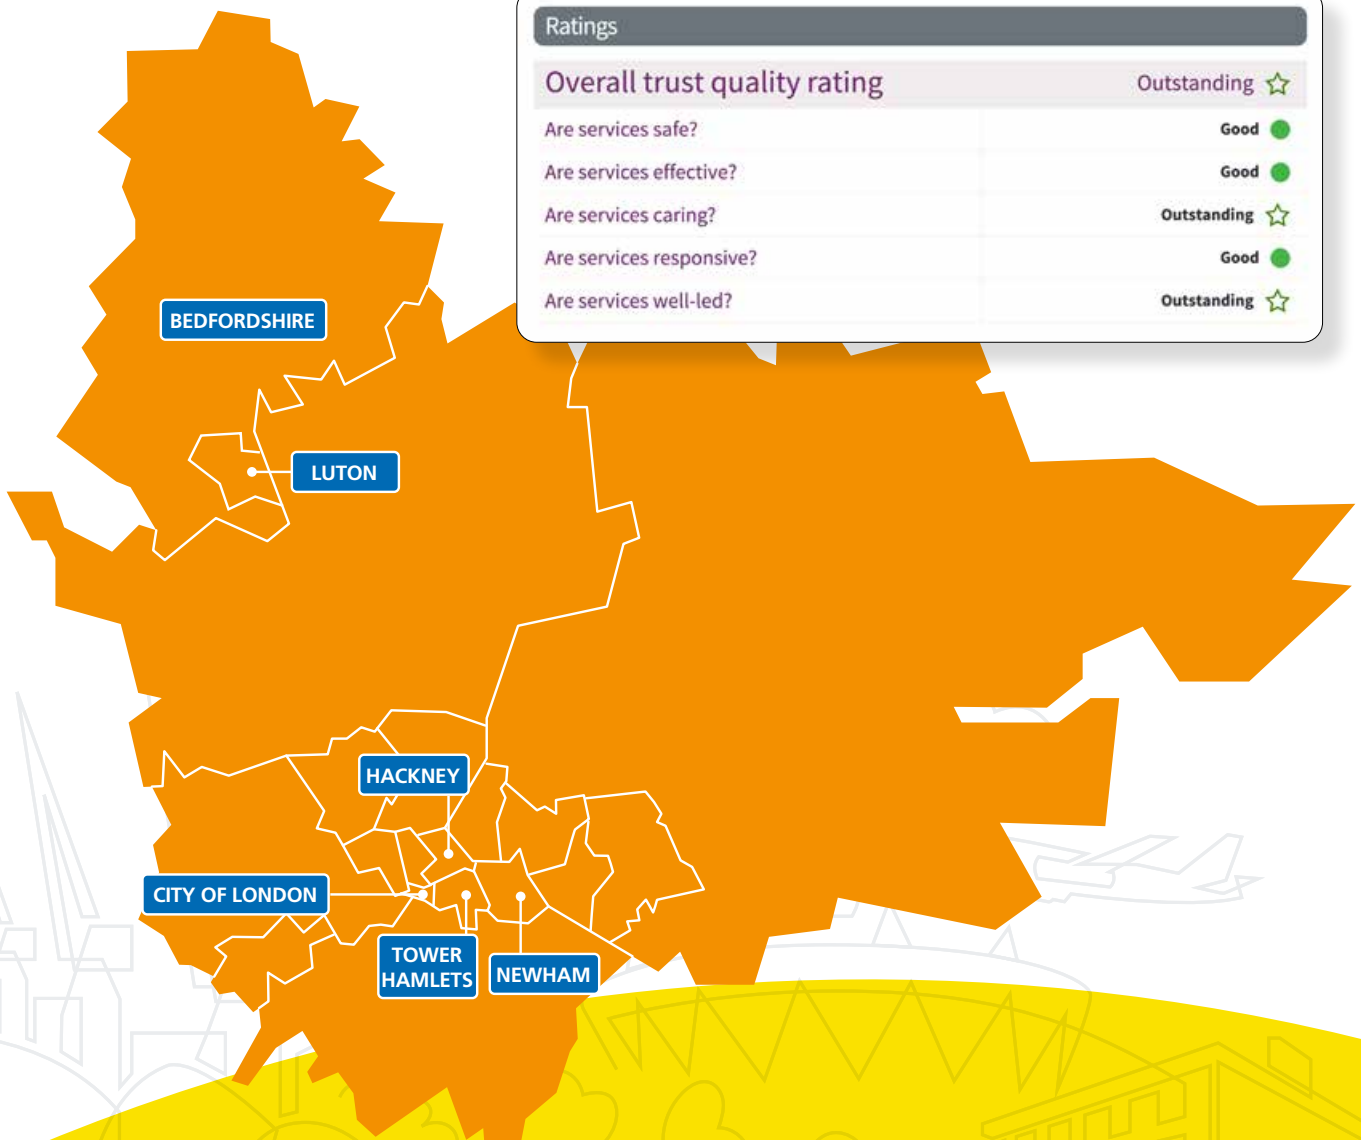 Ratings
Overall trust quality rating Outstanding
Are services safe? Good
Are services effective? Good
Are services caring? Outstanding
Are services responsive? Good
Are services well-led? Outstanding
BEDFORDSHIRE
LUTON
HACKNEY
CITY OF LONDON
TOWER
HAMLETS
NEWHAM